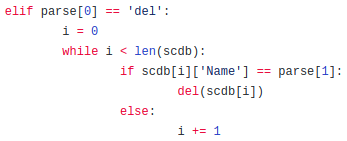 elif parse[0] == 'del':
        i = 0
        while i < len(scdb):
                if scdb[i]['Name'] == parse[1]:
                        del(scdb[i])
                else:
                        i += 1